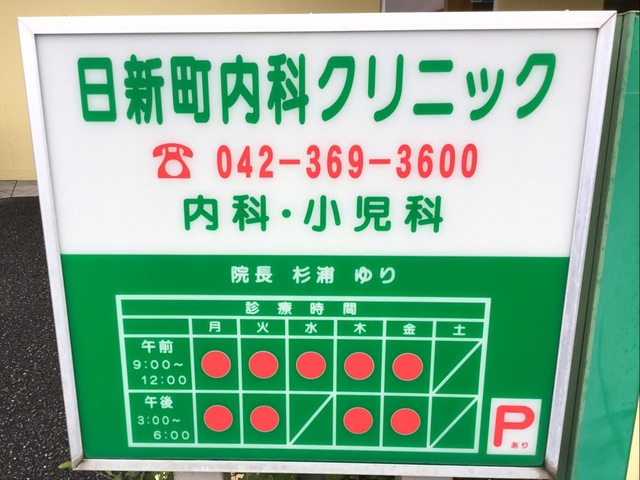 日新町内科クリニック
☎ 042-369-3600
内科・小児科
院長 杉浦 ゆり
診療時間
月 火 水 木 金 土
午前 9:00〜12:00 ● ● ● ● ● ／
午後 3:00〜6:00 ● ● ／ ● ● ／
P
あり